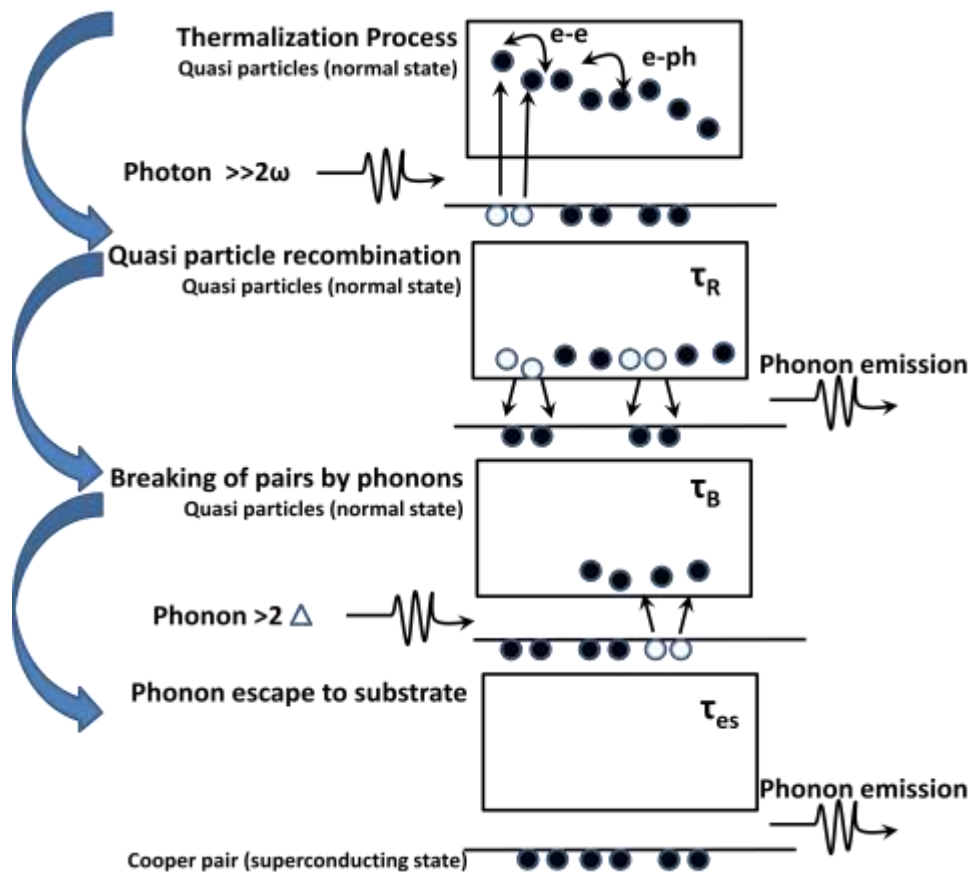 Thermalization Process
Quasi particles (normal state)
e-e
e-ph
Photon >>2ω
Quasi particle recombination
Quasi particles (normal state)
τR
Phonon emission
Breaking of pairs by phonons
Quasi particles (normal state)
τB
Phonon >2 Δ
Phonon escape to substrate
τes
Phonon emission
Cooper pair (superconducting state)